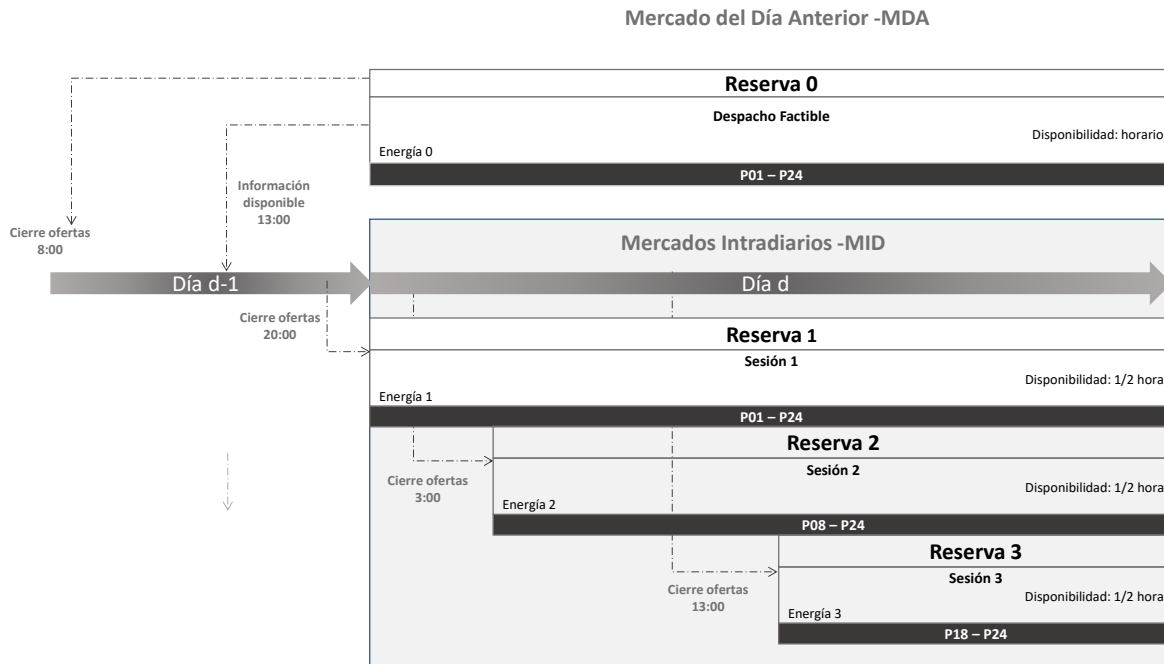 Mercado del Día Anterior -MDA
Reserva 0
Despacho Factible
Disponibilidad: horario
Energía 0
P01 – P24
Información
disponible
13:00
Cierre ofertas
8:00
Mercados Intradiarios -MID
Día d-1
Día d
Cierre ofertas
20:00
Reserva 1
Sesión 1
Disponibilidad: 1/2 hora
Energía 1
P01 – P24
Reserva 2
Cierre ofertas
3:00
Sesión 2
Disponibilidad: 1/2 hora
Energía 2
P08 – P24
Reserva 3
Cierre ofertas
13:00
Sesión 3
Disponibilidad: 1/2 hora
Energía 3
P18 – P24